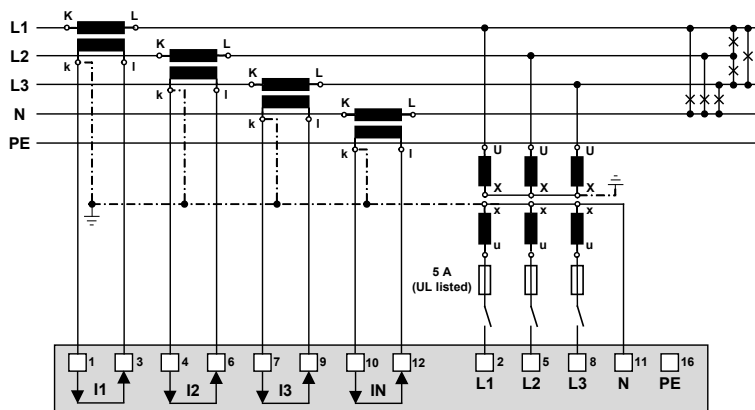 K L
L1
k l
K L
L2
k l
K L
L3
k l
K L
N
k l
PE
U U U
X X X
x x x
u u u
5 A
(UL listed)
1 3 4 6 7 9 10 12 2 5 8 11 16
I1 I2 I3 IN L1 L2 L3 N PE